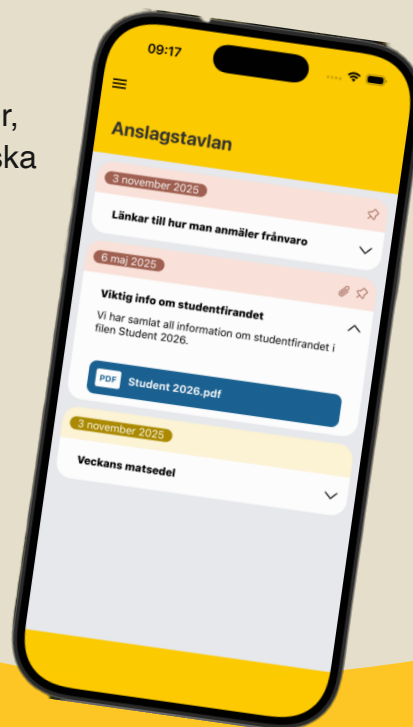 r,
ska
09:17
Anslagstavlan
3 november 2025
Länkar till hur man anmäler frånvaro
6 maj 2025
Viktig info om studentfirandet
Vi har samlat all information om studentfirandet i
filen Student 2026.
PDF Student 2026.pdf
3 november 2025
Veckans matsedel